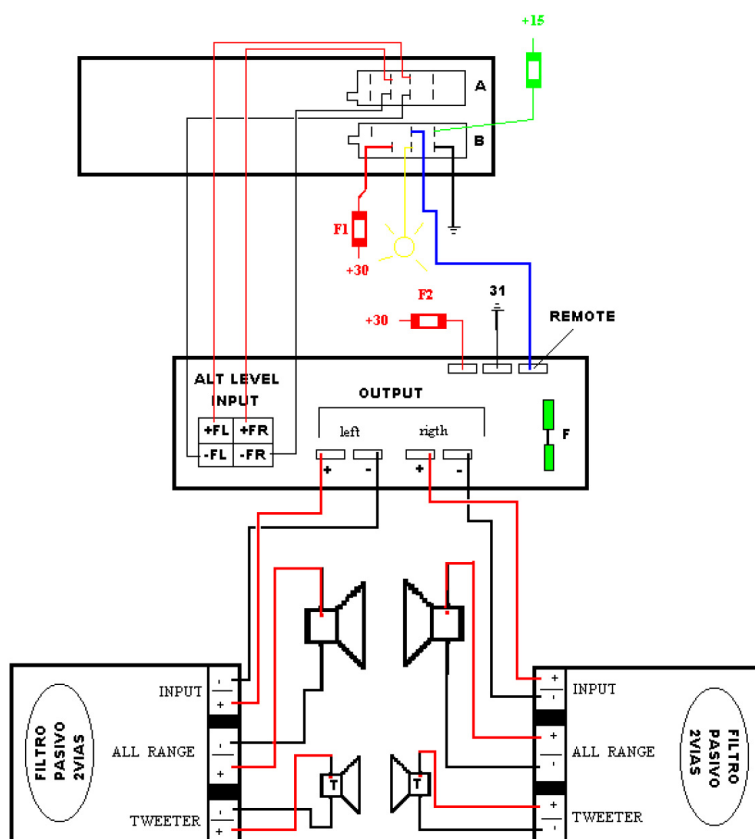 +15
A
B
F1
+30
F2
+30
31
REMOTE
ALT LEVEL
INPUT
OUTPUT
+FL +FR
-FL -FR
left
rigth
F
+ - + -
INPUT
-
+
ALL RANGE
-
+
TWEETER
-
+
FILTRO
PASIVO
2VIAS
T
T
+
-
INPUT
+
-
ALL RANGE
+
-
TWEETER
FILTRO
PASIVO
2VIAS